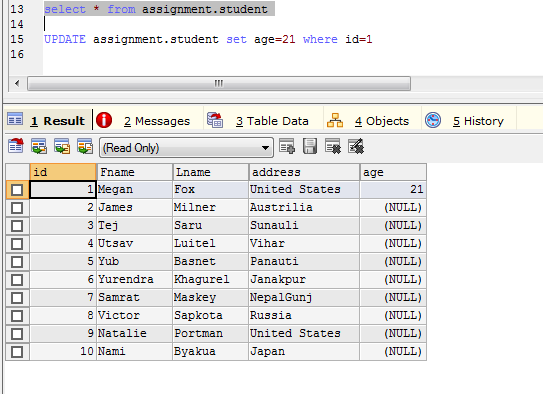 13 select * from assignment.student
14
15 UPDATE assignment.student set age=21 where id=1
16
1 Result 2 Messages 3 Table Data 4 Objects 5 History
(Read Only)
id Fname Lname address age
1 Megan Fox United States 21
2 James Milner Austrilia (NULL)
3 Tej Saru Sunauli (NULL)
4 Utsav Luitel Vihar (NULL)
5 Yub Basnet Panauti (NULL)
6 Yurendra Khagurel Janakpur (NULL)
7 Samrat Maskey NepalGunj (NULL)
8 Victor Sapkota Russia (NULL)
9 Natalie Portman United States (NULL)
10 Nami Byakua Japan (NULL)